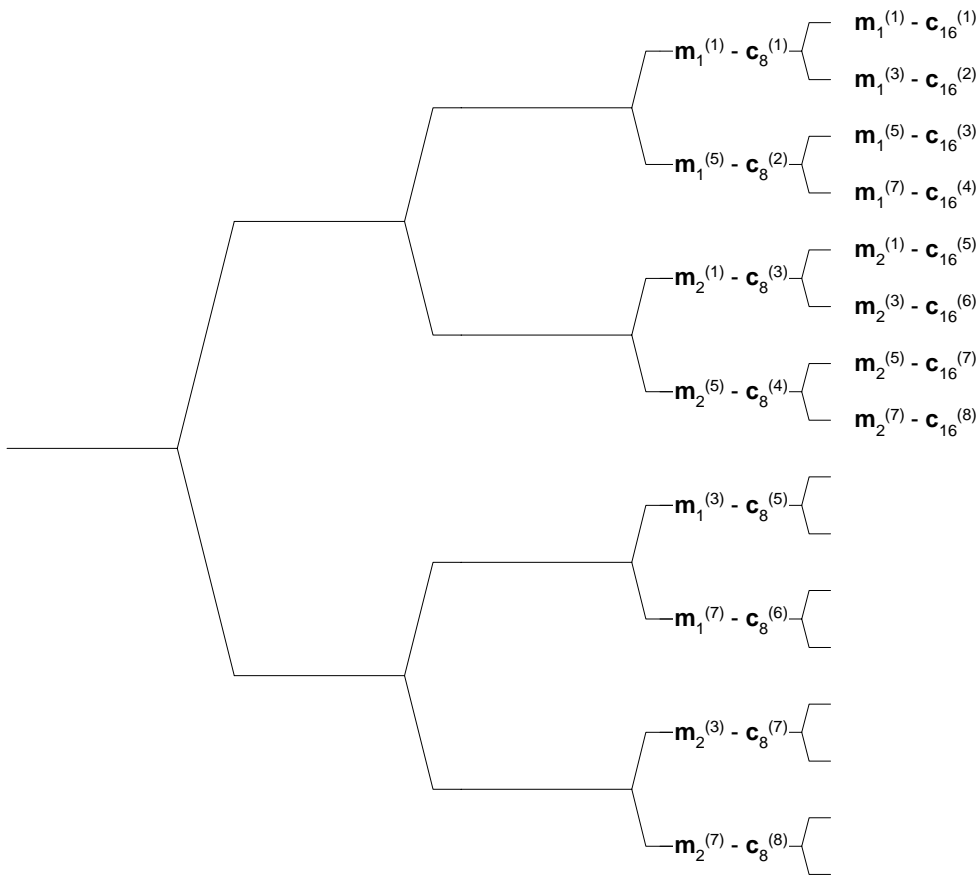 m₁⁽¹⁾ - c₁₆⁽¹⁾
m₁⁽¹⁾ - c₈⁽¹⁾
m₁⁽³⁾ - c₁₆⁽²⁾
m₁⁽⁵⁾ - c₁₆⁽³⁾
m₁⁽⁵⁾ - c₈⁽²⁾
m₁⁽⁷⁾ - c₁₆⁽⁴⁾
m₂⁽¹⁾ - c₁₆⁽⁵⁾
m₂⁽¹⁾ - c₈⁽³⁾
m₂⁽³⁾ - c₁₆⁽⁶⁾
m₂⁽⁵⁾ - c₁₆⁽⁷⁾
m₂⁽⁵⁾ - c₈⁽⁴⁾
m₂⁽⁷⁾ - c₁₆⁽⁸⁾
m₁⁽³⁾ - c₈⁽⁵⁾
m₁⁽⁷⁾ - c₈⁽⁶⁾
m₂⁽³⁾ - c₈⁽⁷⁾
m₂⁽⁷⁾ - c₈⁽⁸⁾